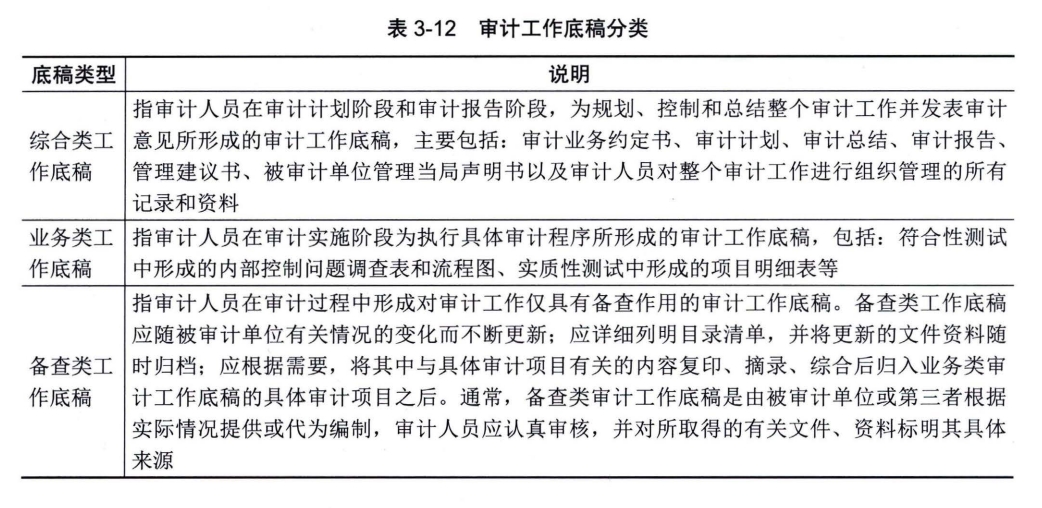 表 3-12 审计工作底稿分类
底稿类型
说明
综合类工
作底稿
指审计人员在审计计划阶段和审计报告阶段，为规划、控制和总结整个审计工作并发表审计
意见所形成的审计工作底稿，主要包括：审计业务约定书、审计计划、审计总结、审计报告、
管理建议书、被审计单位管理当局声明书以及审计人员对整个审计工作进行组织管理的所有
记录和资料
业务类工
作底稿
指审计人员在审计实施阶段为执行具体审计程序所形成的审计工作底稿，包括：符合性测试
中形成的内部控制问题调查表和流程图、实质性测试中形成的项目明细表等
备查类工
作底稿
指审计人员在审计过程中形成对审计工作仅具有备查作用的审计工作底稿。备查类工作底稿
应随被审计单位有关情况的变化而不断更新；应详细列明目录清单，并将更新的文件资料随
时归档；应根据需要，将其中与具体审计项目有关的内容复印、摘录、综合后归入业务类审
计工作底稿的具体审计项目之后。通常，备查类审计工作底稿是由被审计单位或第三者根据
实际情况提供或代为编制，审计人员应认真审核，并对所取得的有关文件、资料标明其具体
来源